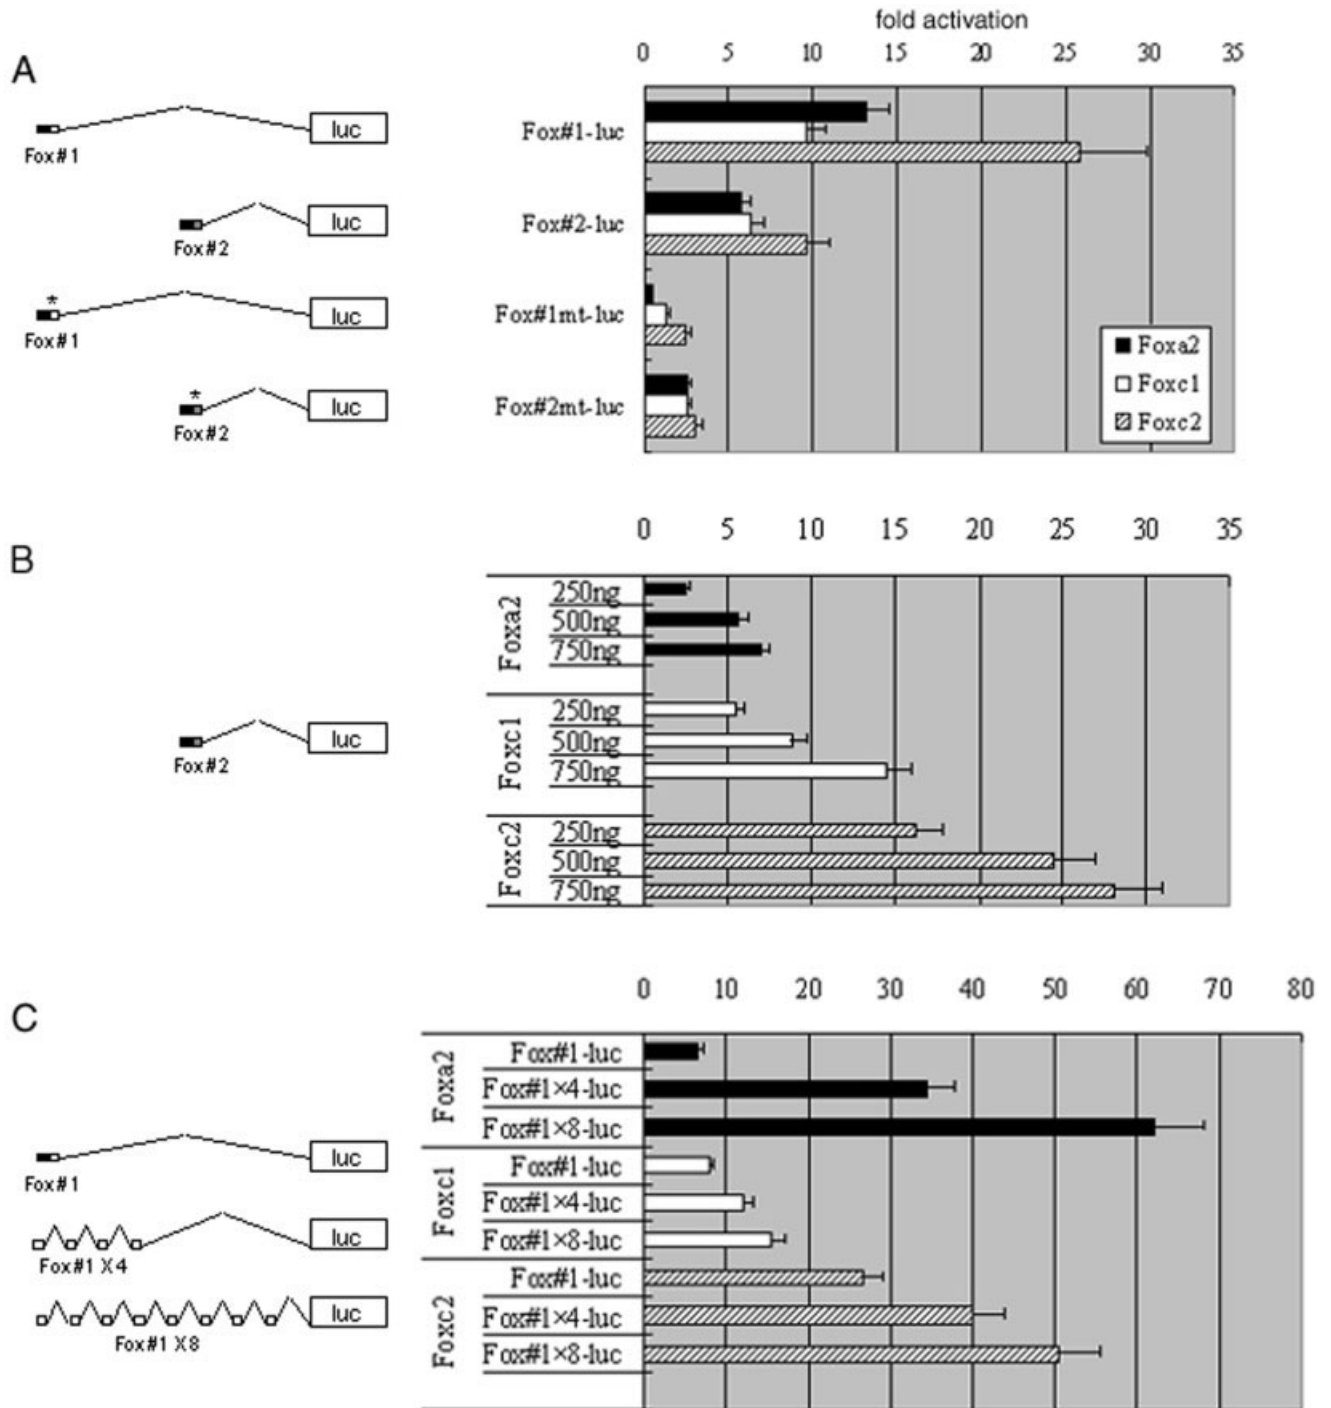 fold activation
0 5 10 15 20 25 30 35
A
luc
Fox#1
Fox#1-luc
luc
Fox#2
Fox#2-luc
*
luc
Fox#1
Fox#1mt-luc
*
luc
Fox#2
Fox#2mt-luc
Foxa2
Foxc1
Foxc2
0 5 10 15 20 25 30 35
B
luc
Fox#2
Foxa2
250ng
500ng
750ng
Foxc1
250ng
500ng
750ng
Foxc2
250ng
500ng
750ng
0 10 20 30 40 50 60 70 80
C
luc
Fox#1
luc
Fox#1 X4
luc
Fox#1 X8
Foxa2
Fox#1-luc
Fox#1×4-luc
Fox#1×8-luc
Foxc1
Fox#1-luc
Fox#1×4-luc
Fox#1×8-luc
Foxc2
Fox#1-luc
Fox#1×4-luc
Fox#1×8-luc